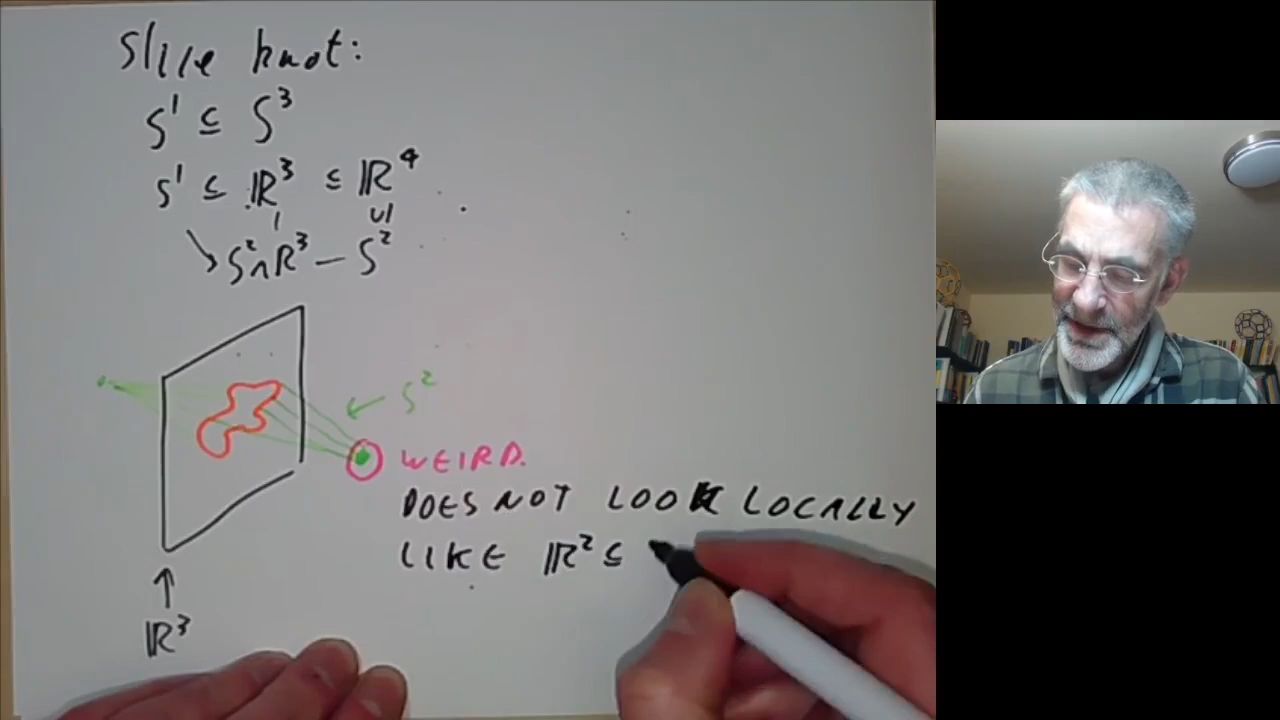 Slice knot:
S¹ ⊆ S³
S¹ ⊆ ℝ³ ⊆ ℝ⁴
S² ∩ ℝ³ — S²
S²
WEIRD.
DOES NOT LOOK LOCALLY
LIKE ℝ² ⊆
ℝ³